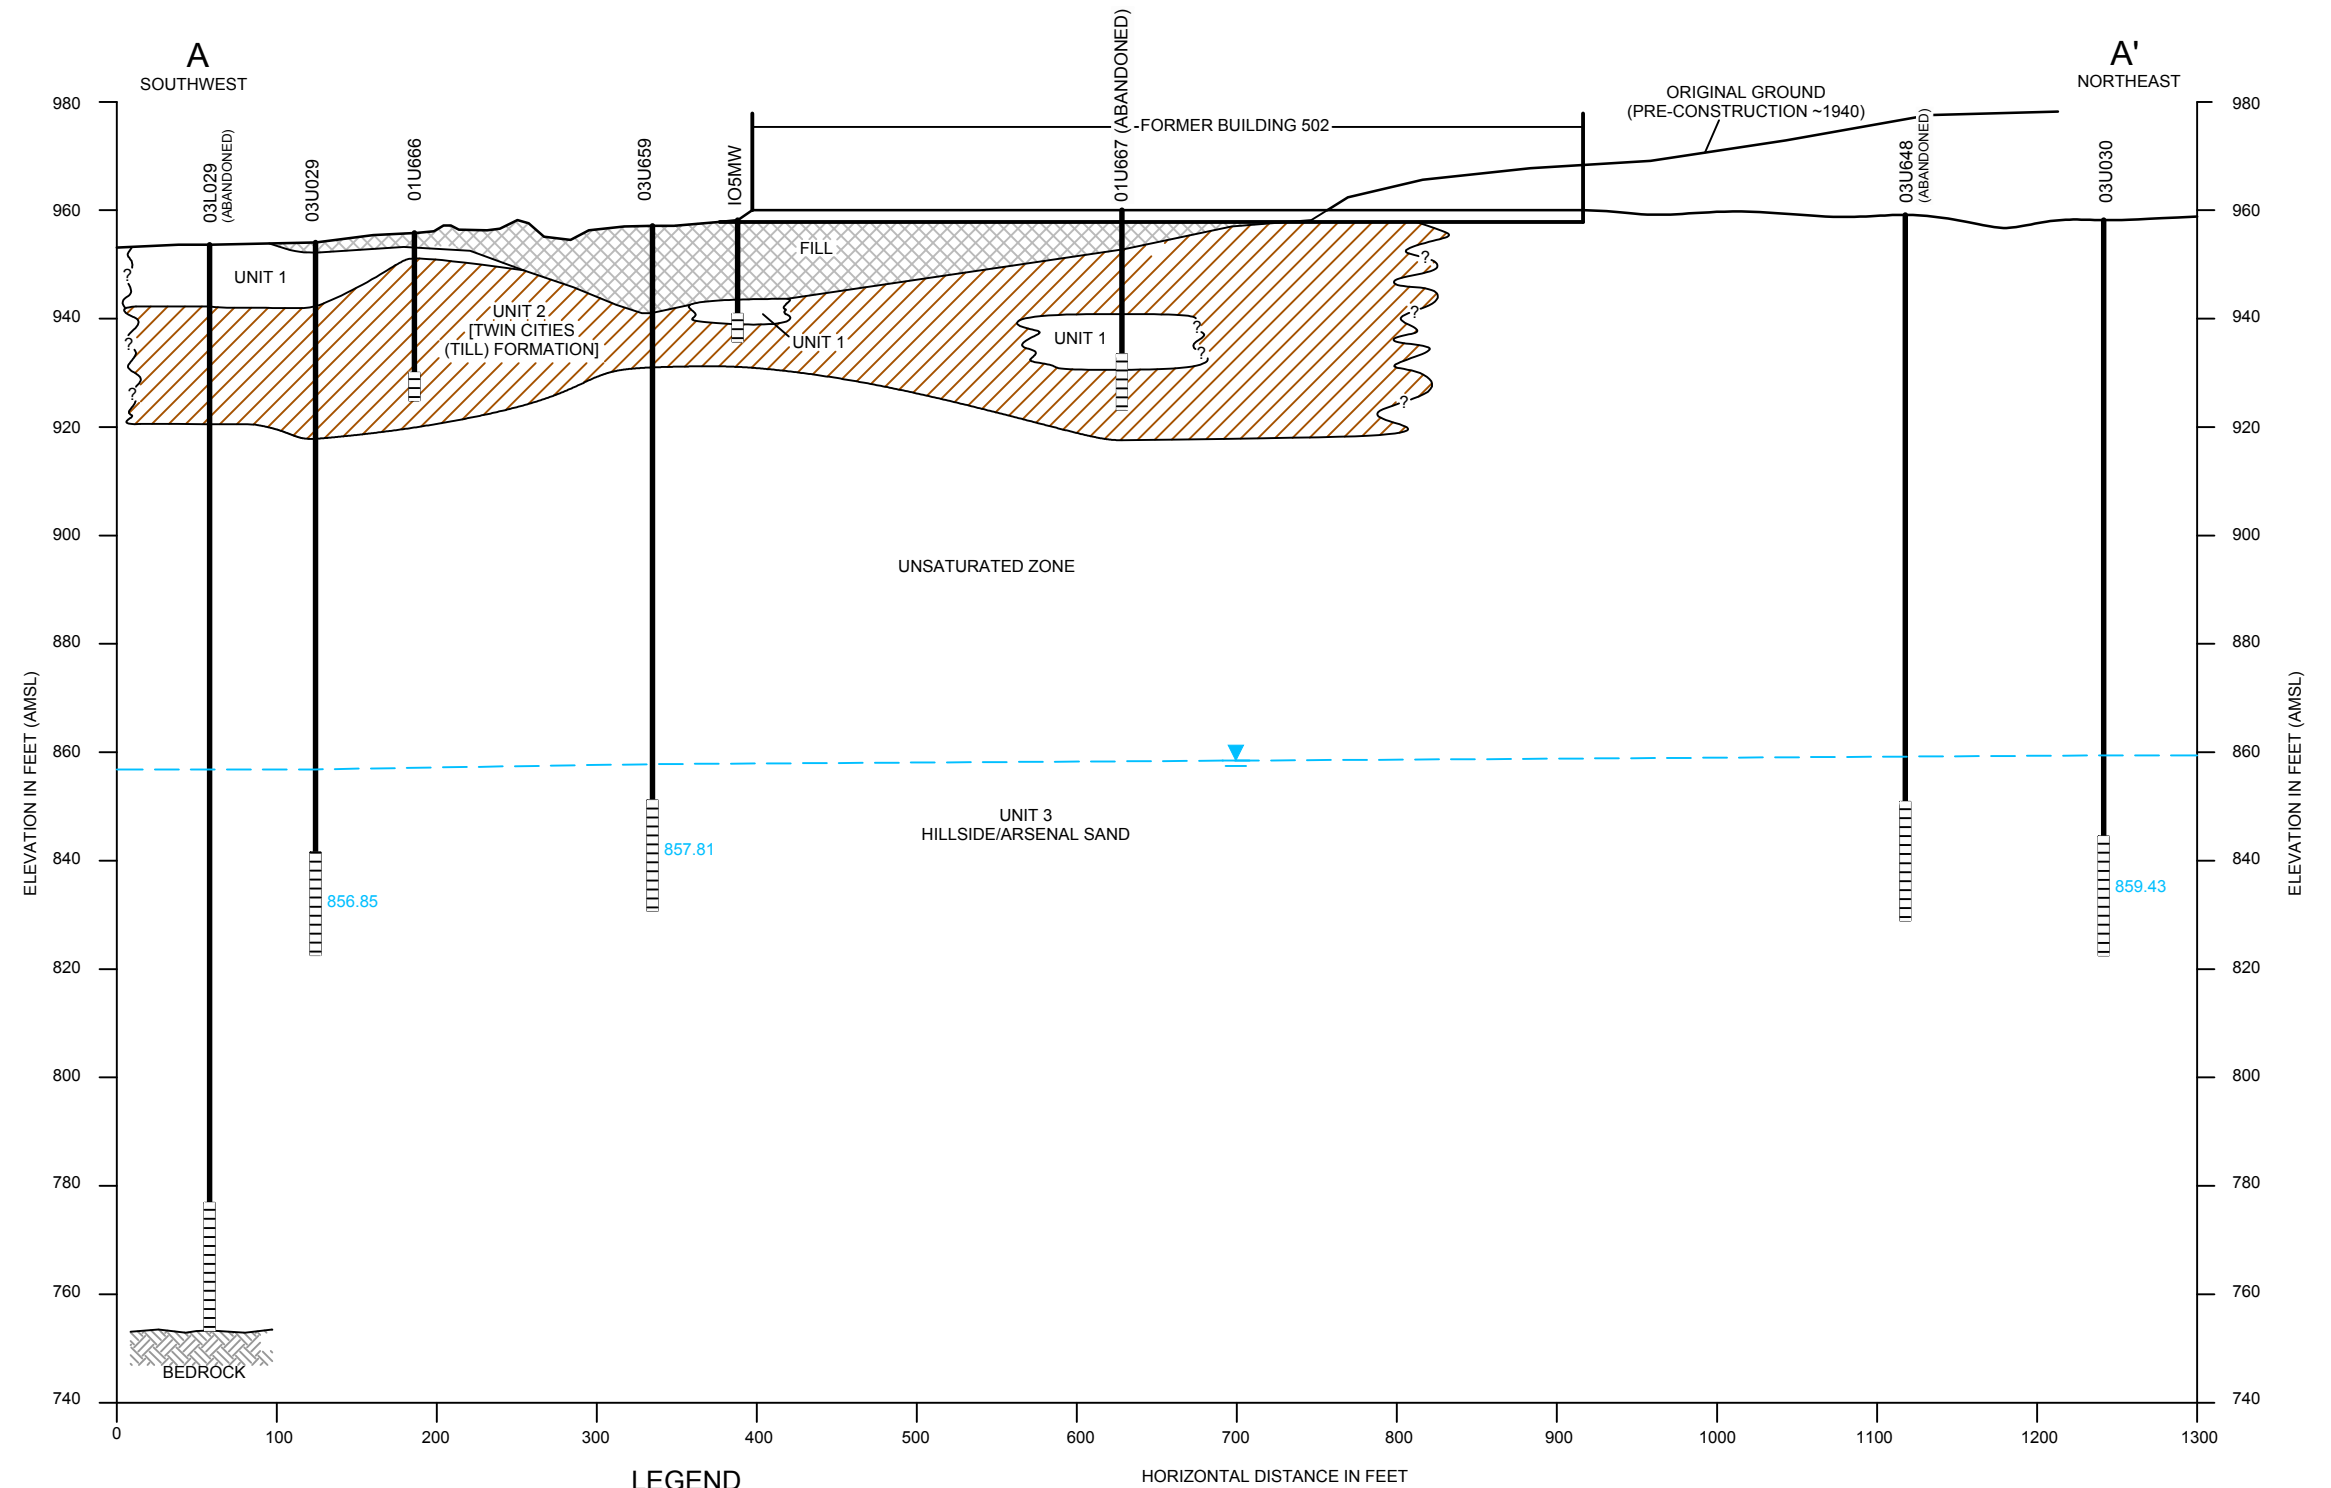 A
SOUTHWEST
A'
NORTHEAST
ORIGINAL GROUND
(PRE-CONSTRUCTION ~1940)
FORMER BUILDING 502
03L029
(ABANDONED)
03U029
01U666
03U659
IO5MW
01U667 (ABANDONED)
03U648
(ABANDONED)
03U030
980
960
940
920
900
880
860
840
820
800
780
760
740
ELEVATION IN FEET (AMSL)
?
?
?
UNIT 1
UNIT 2
[TWIN CITIES
(TILL) FORMATION]
FILL
UNIT 1
UNIT 1
?
?
?
?
?
UNSATURATED ZONE
UNIT 3
HILLSIDE/ARSENAL SAND
856.85
857.81
859.43
BEDROCK
980
960
940
920
900
880
860
840
820
800
780
760
740
ELEVATION IN FEET (AMSL)
0 100 200 300 400 500 600 700 800 900 1000 1100 1200 1300
HORIZONTAL DISTANCE IN FEET
LEGEND